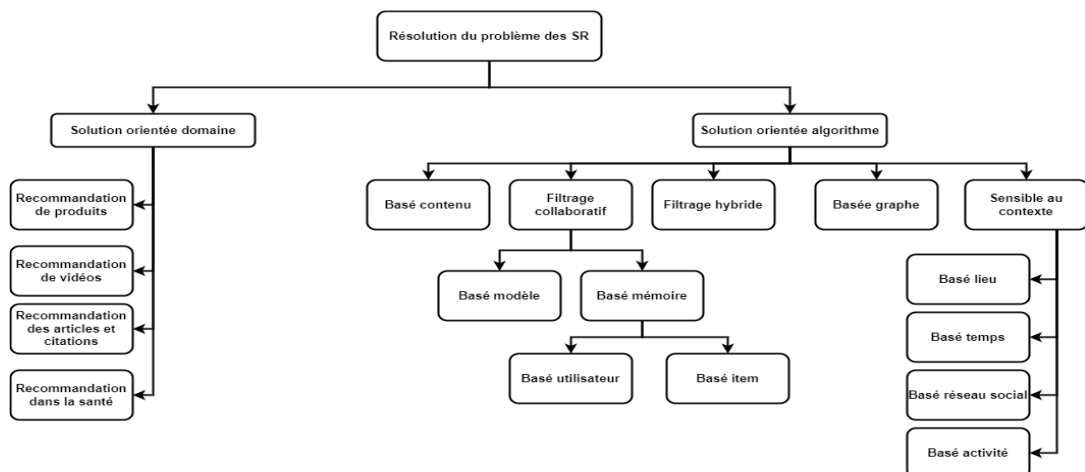 Résolution du problème des SR
Solution orientée domaine
Solution orientée algorithme
Recommandation
de produits
Recommandation
de vidéos
Recommandation
des articles et
citations
Recommandation
dans la santé
Basé contenu
Filtrage
collaboratif
Filtrage hybride
Basée graphe
Sensible au
contexte
Basé modèle
Basé mémoire
Basé utilisateur
Basé item
Basé lieu
Basé temps
Basé réseau social
Basé activité